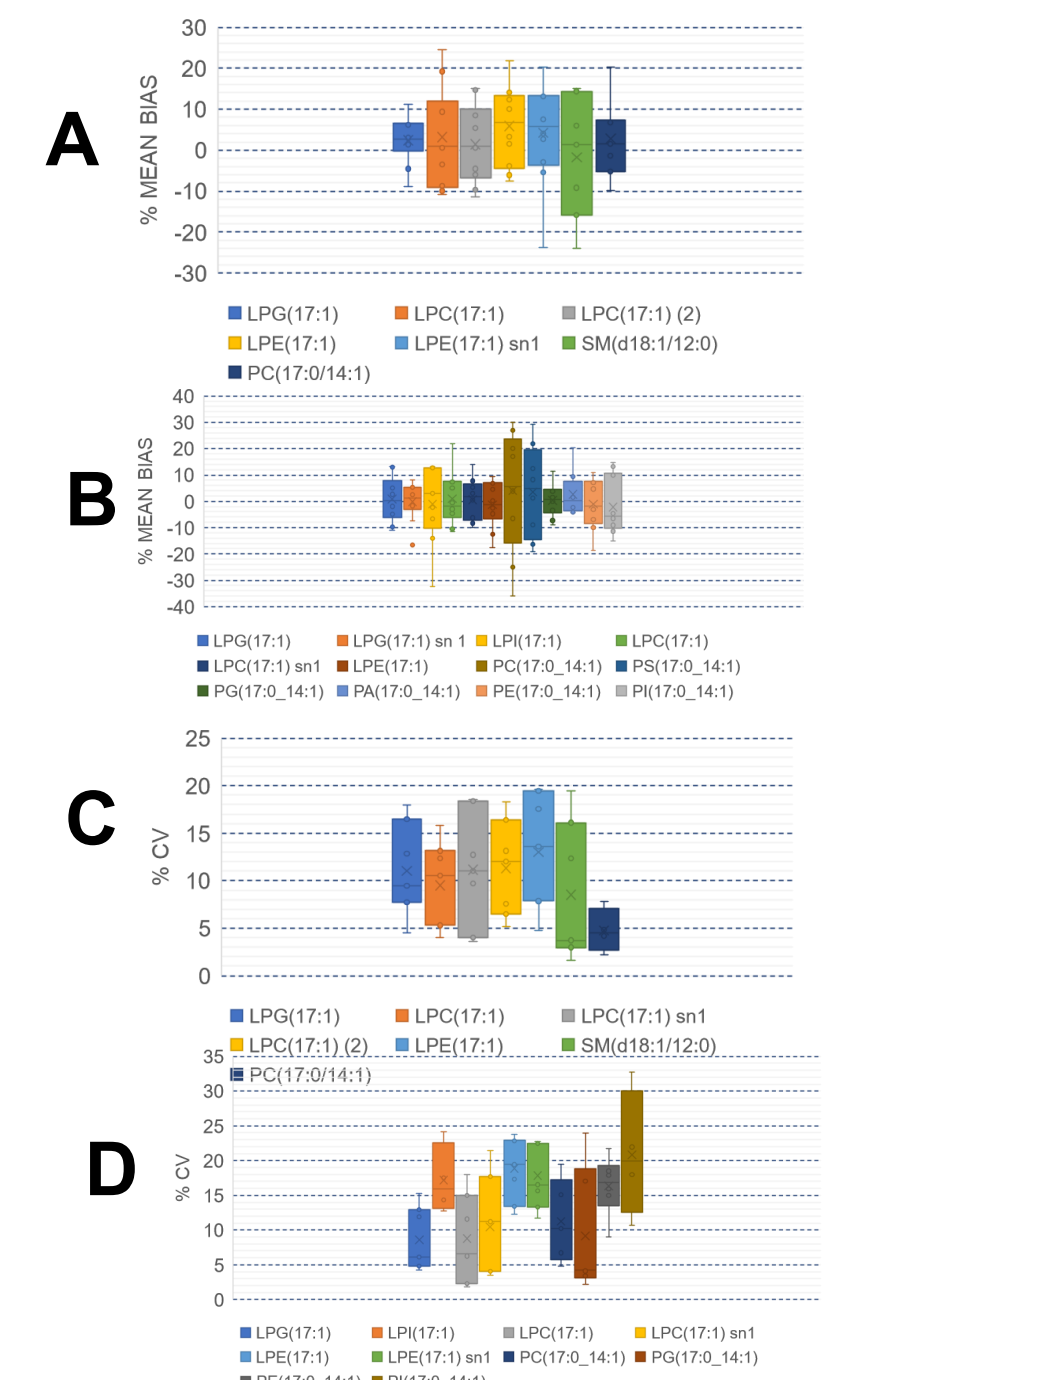 A
% MEAN BIAS
30
20
10
0
-10
-20
-30
LPG(17:1) LPC(17:1) LPC(17:1) (2)
LPE(17:1) LPE(17:1) sn1 SM(d18:1/12:0)
PC(17:0/14:1)
B
% MEAN BIAS
40
30
20
10
0
-10
-20
-30
-40
LPG(17:1) LPG(17:1) sn 1 LPI(17:1) LPC(17:1)
LPC(17:1) sn1 LPE(17:1) PC(17:0_14:1) PS(17:0_14:1)
PG(17:0_14:1) PA(17:0_14:1) PE(17:0_14:1) PI(17:0_14:1)
C
% CV
25
20
15
10
5
0
LPG(17:1) LPC(17:1) LPC(17:1) sn1
LPC(17:1) (2) LPE(17:1) SM(d18:1/12:0)
PC(17:0/14:1)
D
% CV
35
30
25
20
15
10
5
0
LPG(17:1) LPI(17:1) LPC(17:1) LPC(17:1) sn1
LPE(17:1) LPE(17:1) sn1 PC(17:0_14:1) PG(17:0_14:1)
PE(17:0_14:1) PI(17:0_14:1)